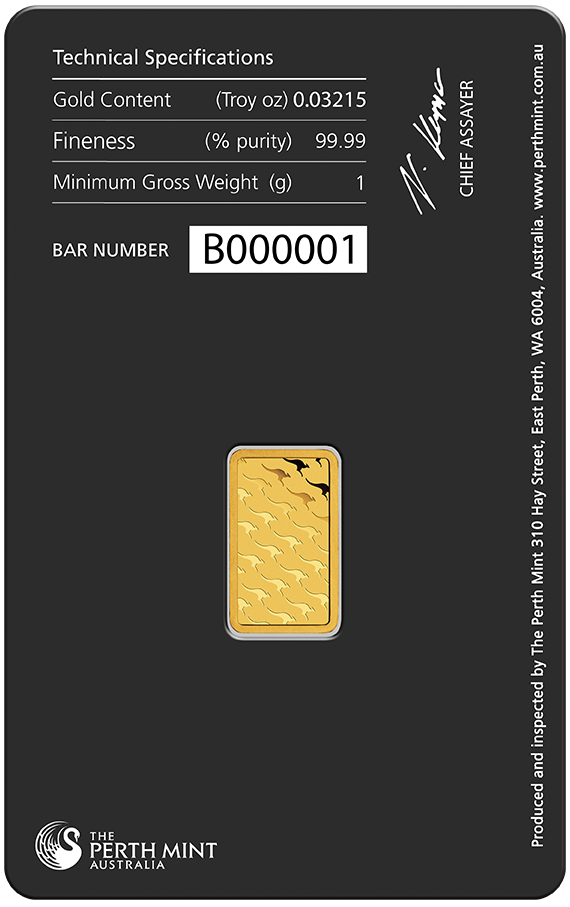 Technical Specifications
Gold Content (Troy oz) 0.03215
Fineness (% purity) 99.99
Minimum Gross Weight (g) 1
BAR NUMBER B000001
CHIEF ASSAYER
Produced and inspected by The Perth Mint 310 Hay Street, East Perth, WA 6004, Australia. www.perthmint.com.au
THE
PERTH MINT
AUSTRALIA